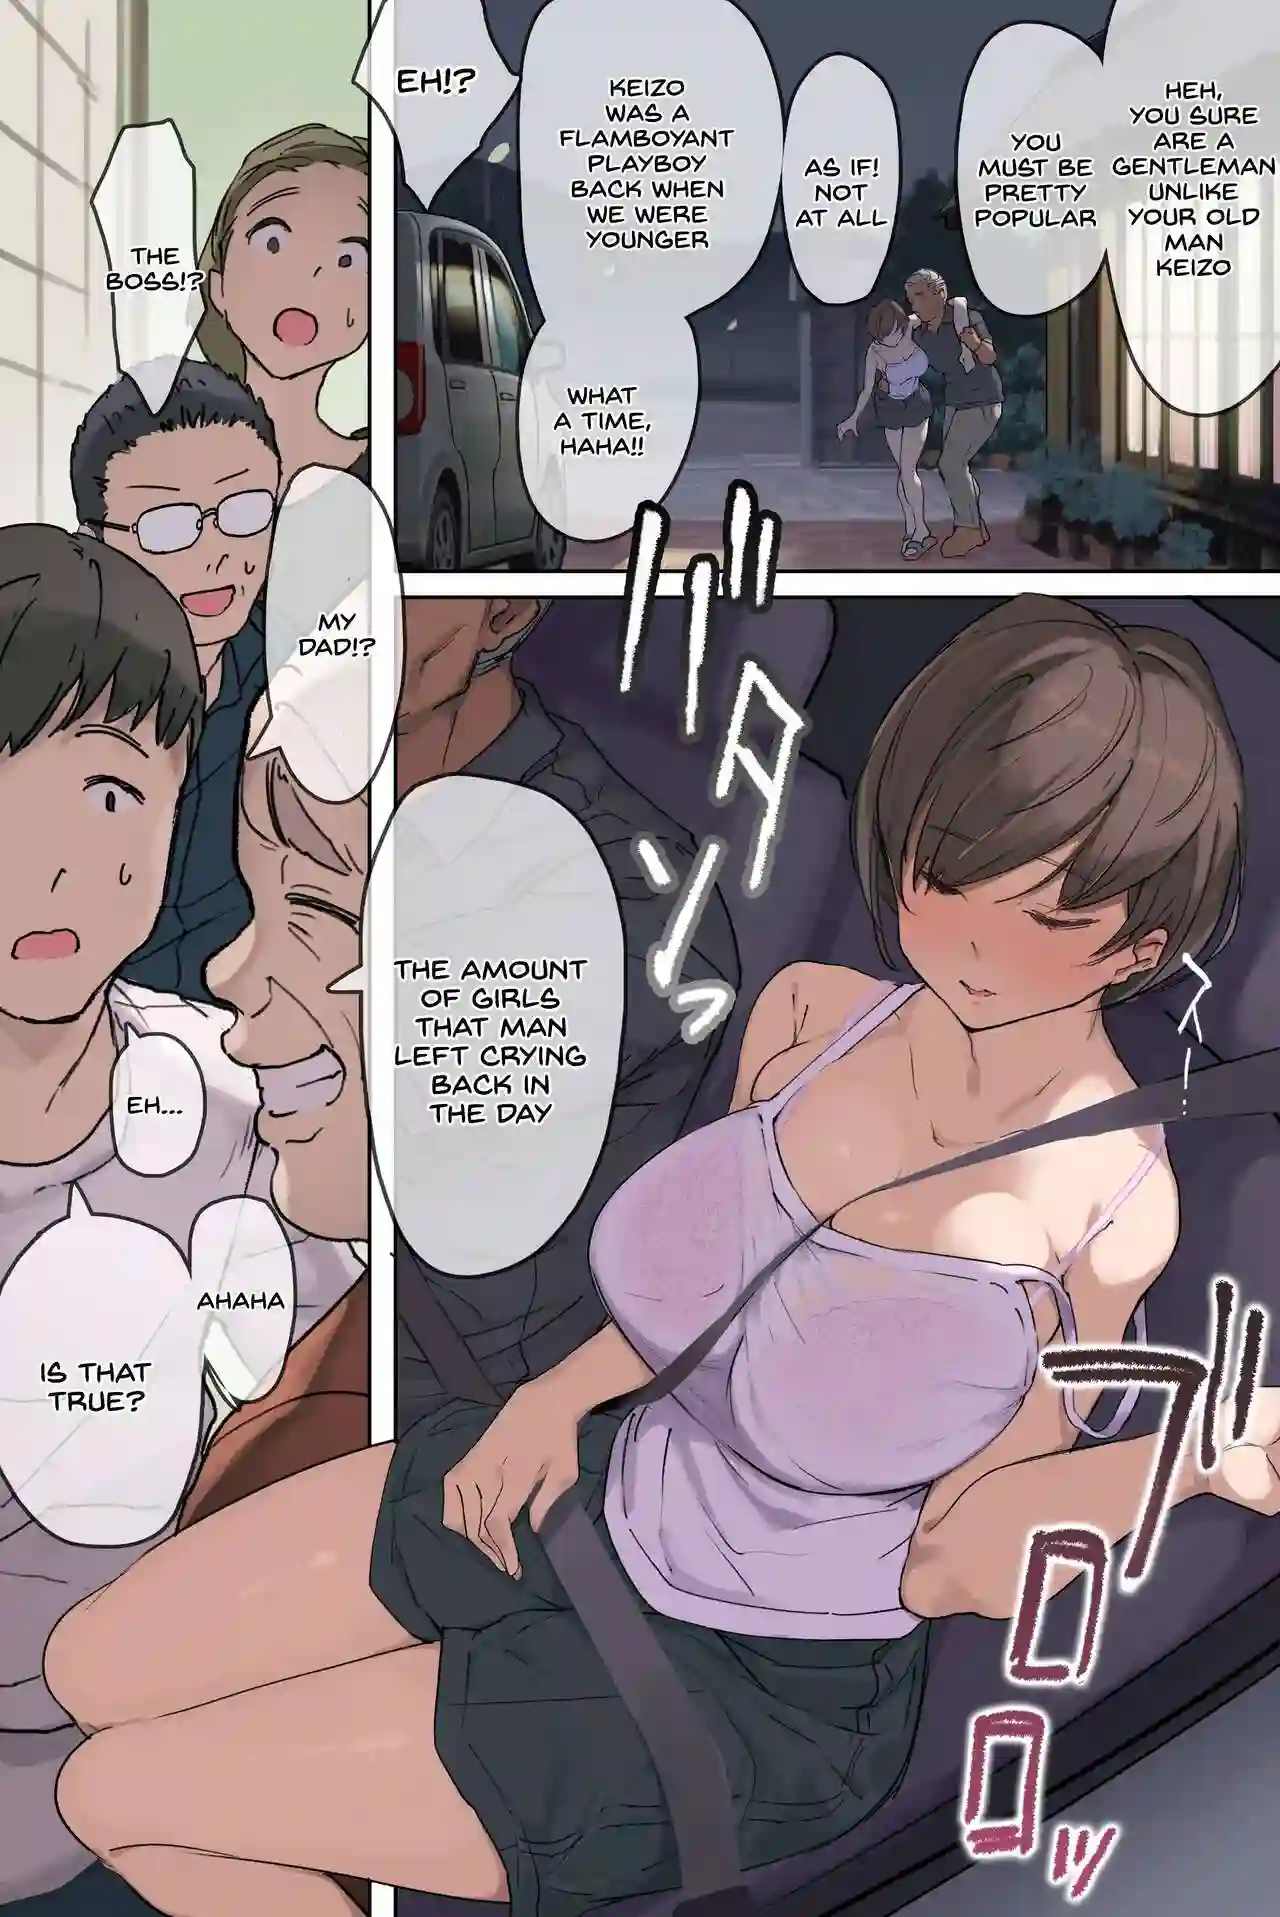 HEH,
YOU SURE
ARE A
GENTLEMAN
UNLIKE
YOUR OLD
MAN
KEIZO
YOU
MUST BE
PRETTY
POPULAR
AS IF!
NOT
AT ALL
KEIZO
WAS A
FLAMBOYANT
PLAYBOY
BACK WHEN
WE WERE
YOUNGER
WHAT
A TIME,
HAHA!!
EH!?
THE
BOSS!?
MY
DAD!?
THE AMOUNT
OF GIRLS
THAT MAN
LEFT CRYING
BACK IN
THE DAY
EH...
AHAHA
IS THAT
TRUE?
ガタンッ
スー…
ブロロッ